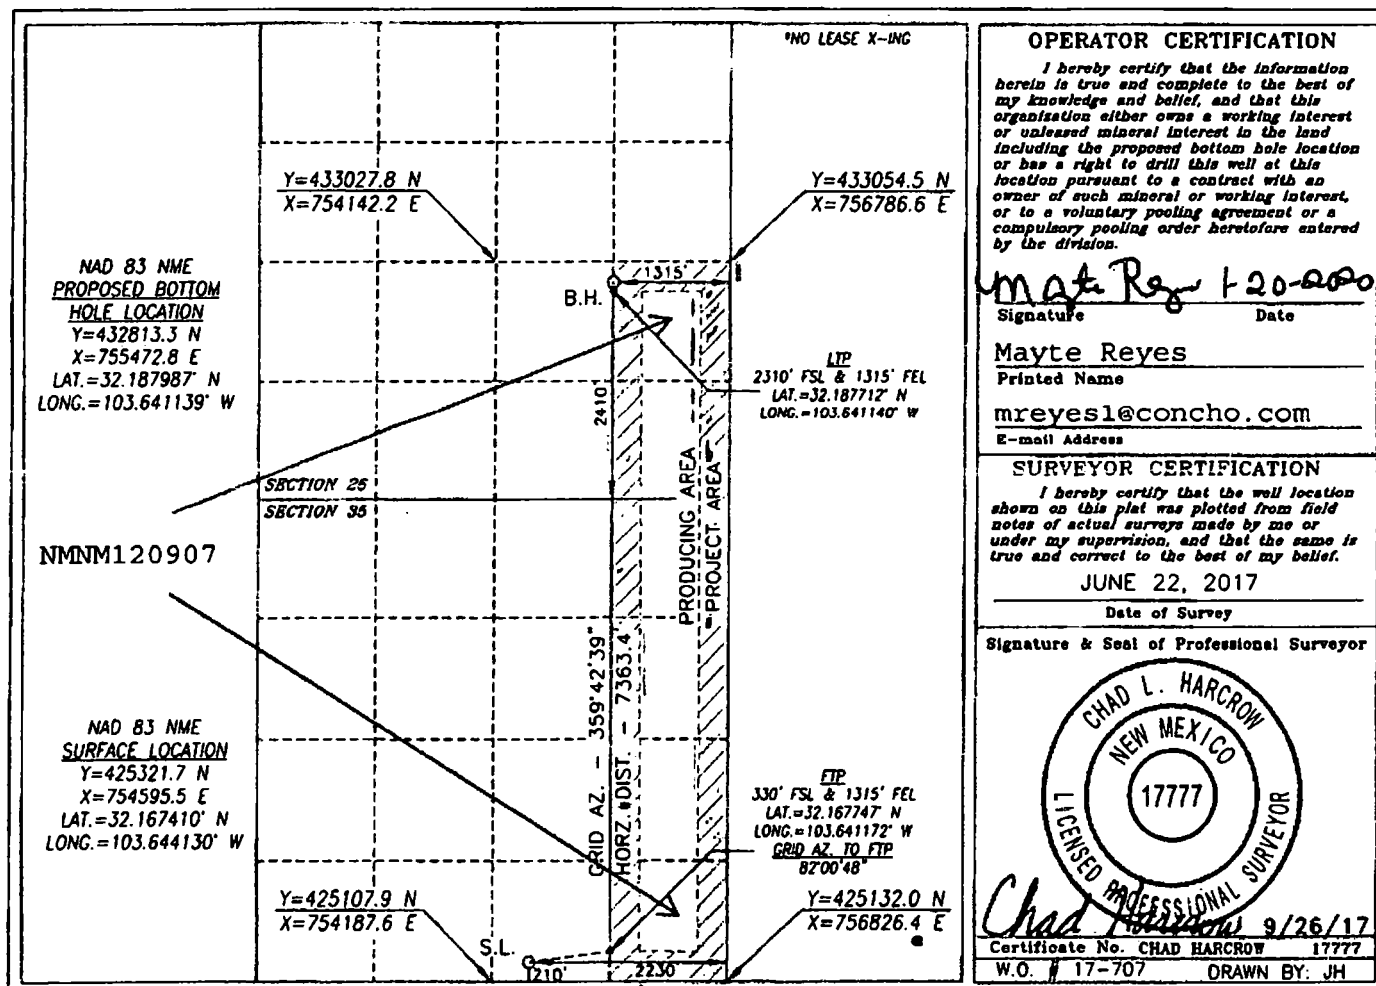 *NO LEASE X-ING
Y=433027.8 N
X=754142.2 E
Y=433054.5 N
X=756786.6 E
NAD 83 NME
PROPOSED BOTTOM
HOLE LOCATION
Y=432813.3 N
X=755472.8 E
LAT.=32.187987° N
LONG.=103.641139° W
1315'
B.H.
LTP
2310' FSL & 1315' FEL
LAT.=32.187712° N
LONG.=103.641140° W
2410'
SECTION 26
SECTION 35
NMNM120907
PRODUCING AREA
PROJECT AREA
GRID AZ. - 359°42'39"
HORZ. DIST. - 7363.4'
NAD 83 NME
SURFACE LOCATION
Y=425321.7 N
X=754595.5 E
LAT.=32.167410° N
LONG.=103.644130° W
FTP
330' FSL & 1315' FEL
LAT.=32.167747° N
LONG.=103.641172° W
GRID AZ. TO FTP
82°00'48"
Y=425107.9 N
X=754187.6 E
Y=425132.0 N
X=756826.4 E
S.L.
210'
2230
OPERATOR CERTIFICATION
I hereby certify that the information
herein is true and complete to the best of
my knowledge and belief, and that this
organization either owns a working interest
or unleased mineral interest in the land
including the proposed bottom hole location
or has a right to drill this well at this
location pursuant to a contract with an
owner of such mineral or working interest,
or to a voluntary pooling agreement or a
compulsory pooling order heretofore entered
by the division.
Mayte Reyes 1-20-2020
Signature Date
Mayte Reyes
Printed Name
mreyes1@concho.com
E-mail Address
SURVEYOR CERTIFICATION
I hereby certify that the well location
shown on this plat was plotted from field
notes of actual surveys made by me or
under my supervision, and that the same is
true and correct to the best of my belief.
JUNE 22, 2017
Date of Survey
Signature & Seal of Professional Surveyor
CHAD L. HARCROW
NEW MEXICO
17777
LICENSED PROFESSIONAL SURVEYOR
Chad Harcrow 9/26/17
Certificate No. CHAD HARCROW 17777
W.O. # 17-707 DRAWN BY: JH